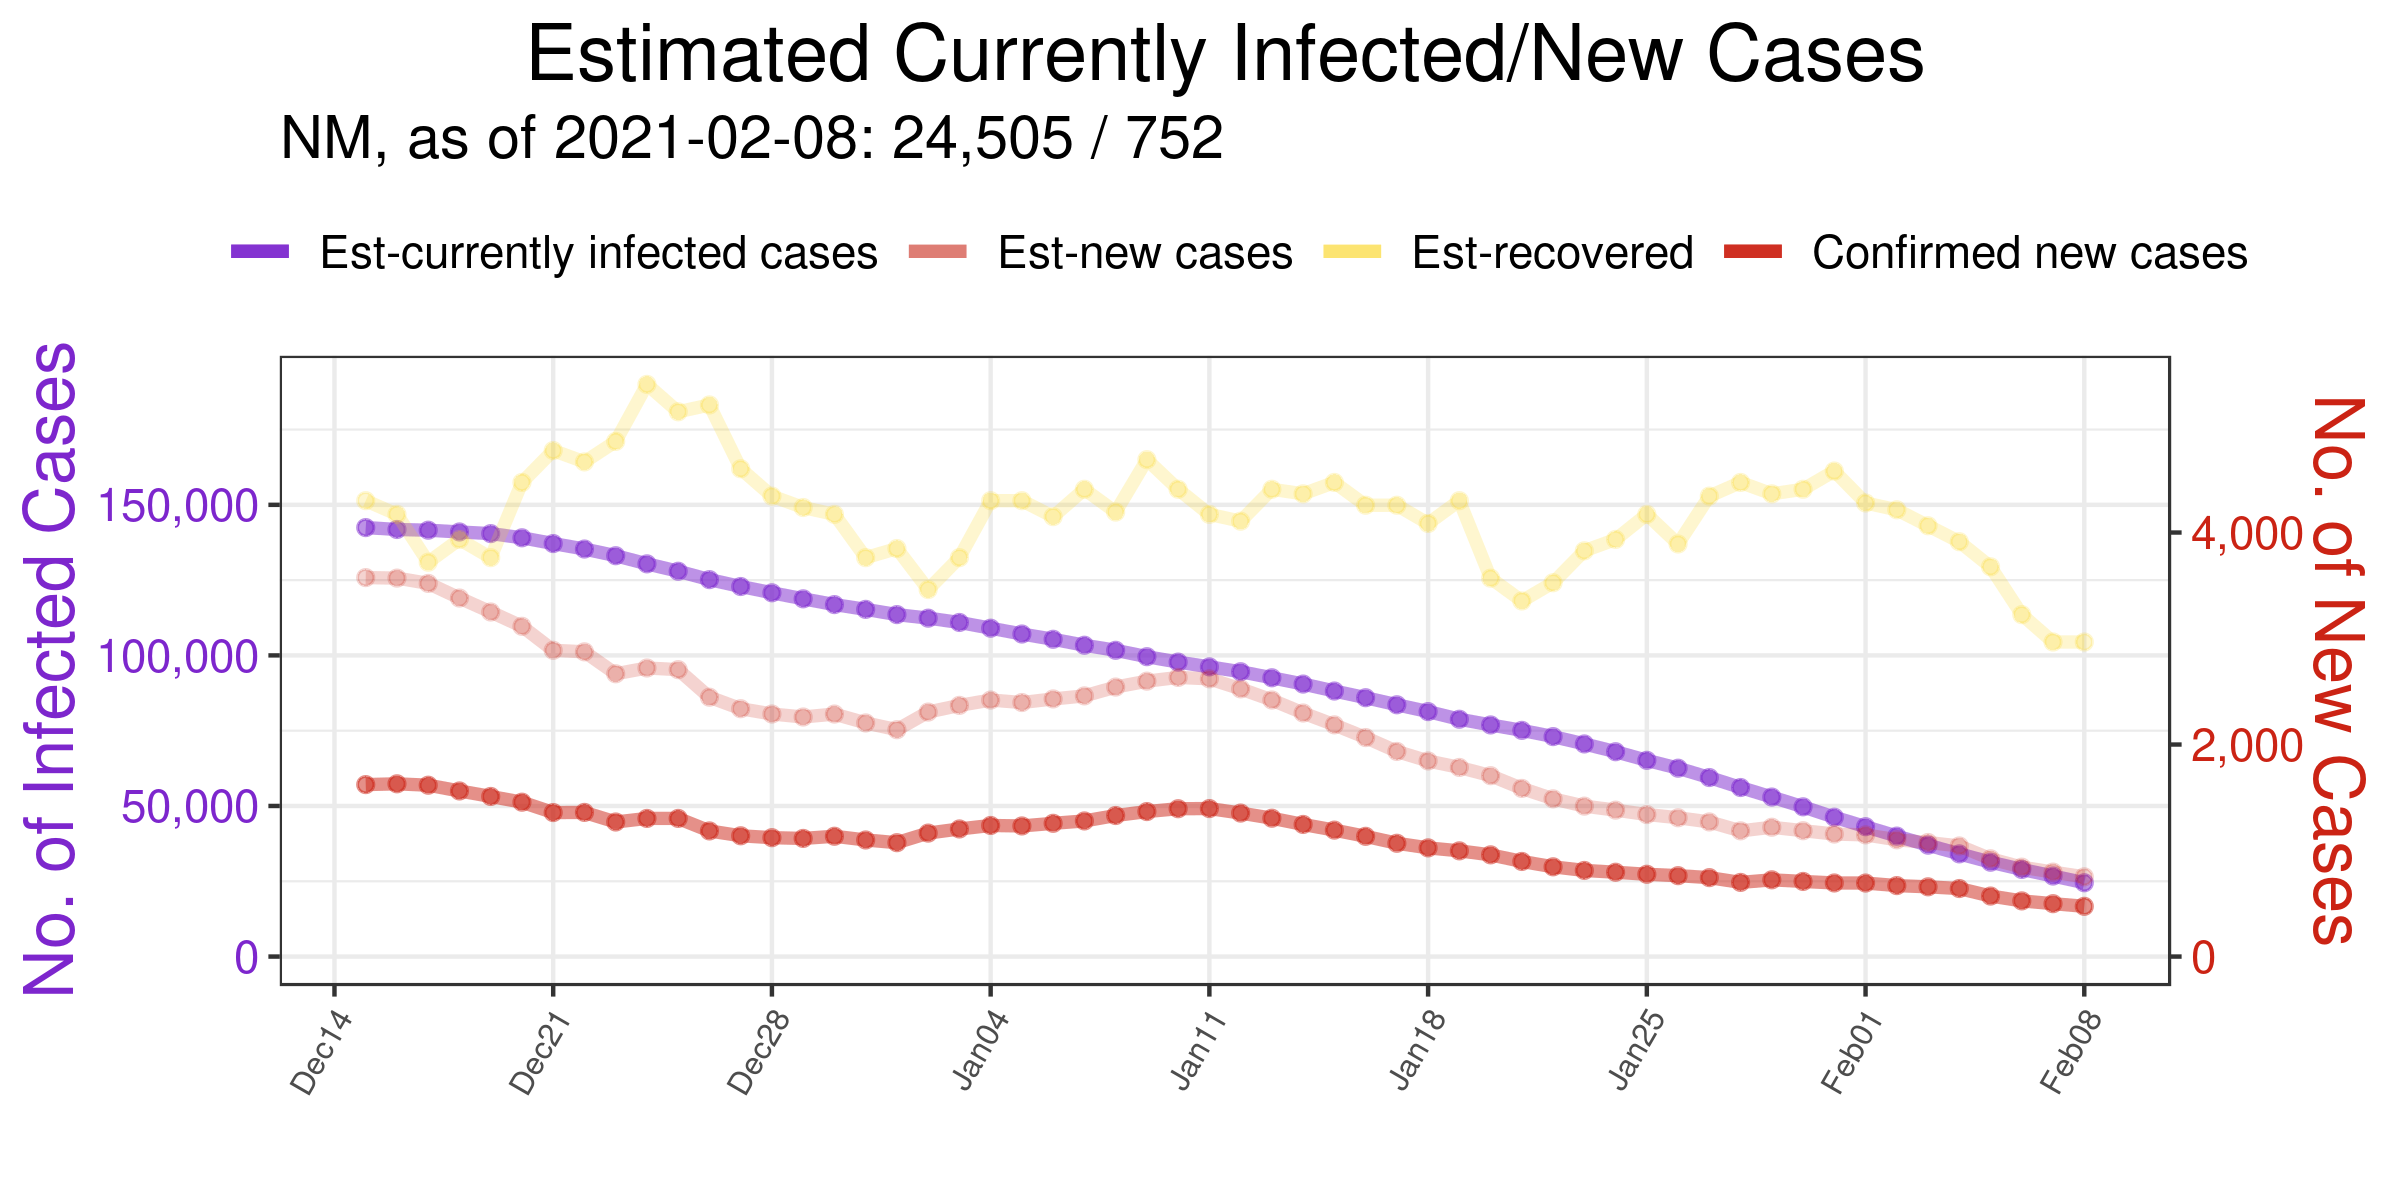 Estimated Currently Infected/New Cases
NM, as of 2021-02-08: 24,505 / 752
Est-currently infected cases Est-new cases Est-recovered Confirmed new cases
No. of Infected Cases
150,000
100,000
50,000
0
4,000
2,000
0
No. of New Cases
Dec14 Dec21 Dec28 Jan04 Jan11 Jan18 Jan25 Feb01 Feb08